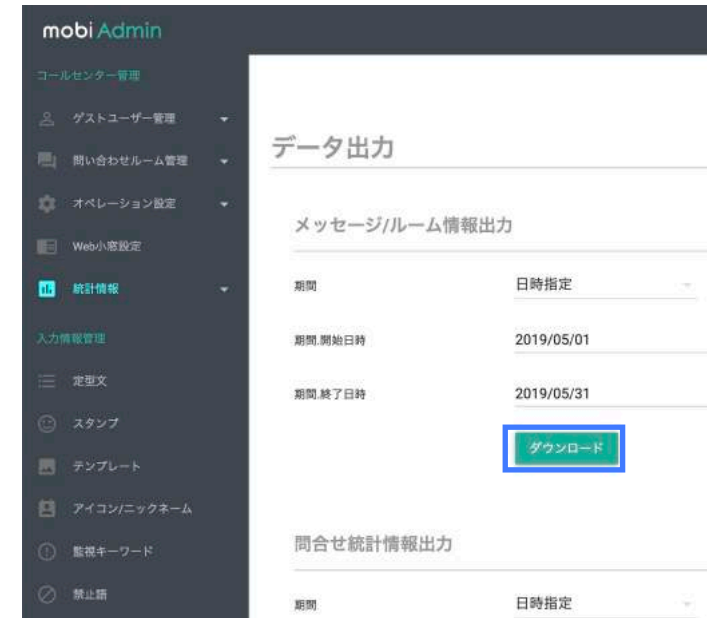 mobi Admin
コールセンター管理
ゲストユーザー管理
問い合わせルーム管理
オペレーション設定
Web小窓設定
統計情報
入力情報管理
定型文
スタンプ
テンプレート
アイコン/ニックネーム
監視キーワード
禁止語
データ出力
メッセージ/ルーム情報出力
期間 日時指定
期間.開始日時 2019/05/01
期間.終了日時 2019/05/31
ダウンロード
問合せ統計情報出力
期間 日時指定